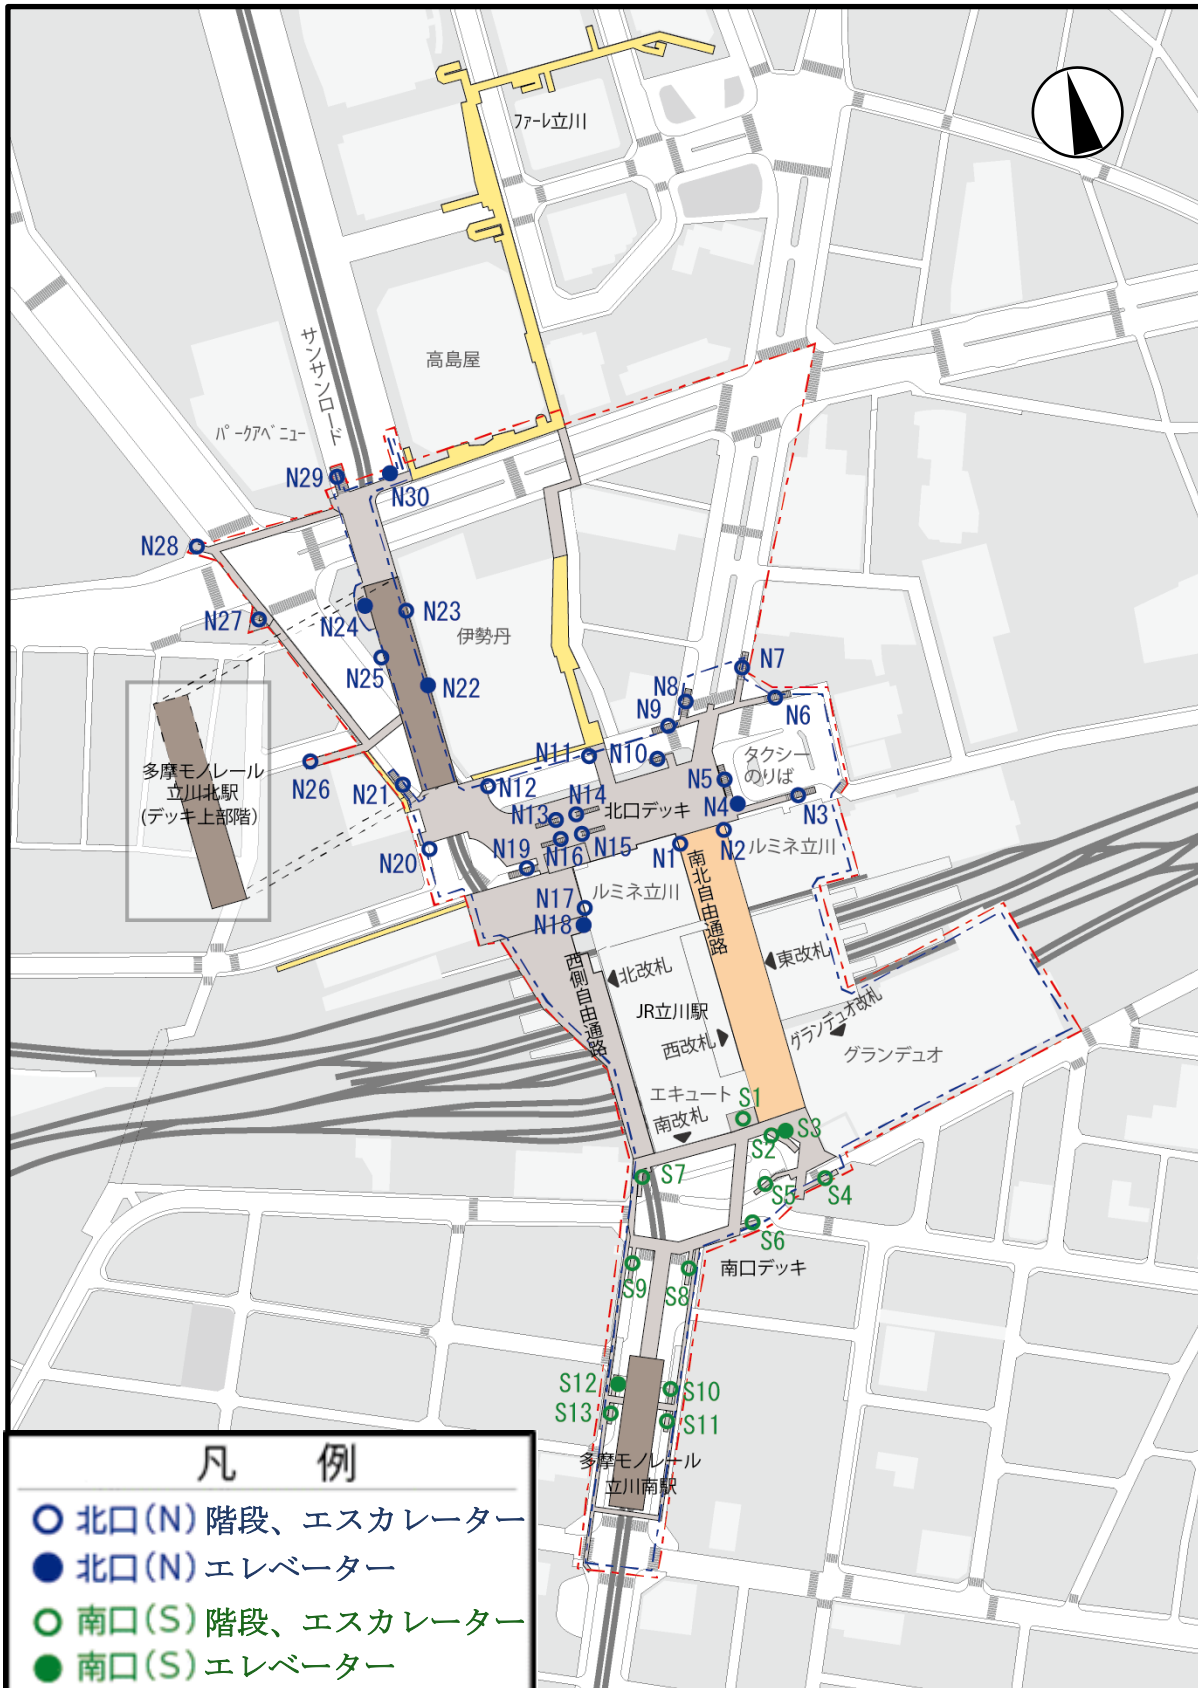 ファーレ立川
高島屋
サンサンロード
パークアベニュー
N29
N30
N28
N27
N24
N23
伊勢丹
N25
N22
N7
N8
N6
N9
N11
N10
タクシー
のりば
N5
多摩モノレール
立川北駅
(デッキ上部階)
N26
N21
N12
N14
N13
北口デッキ
N4
N3
N20
N19
N16
N15
N1
N2
ルミネ立川
ルミネ立川
南北自由通路
N17
N18
西側自由通路
北改札
東改札
JR立川駅
西改札
グランデュオ改札
グランデュオ
エキュート
南改札
S1
S2
S3
S7
S5
S4
S6
南口デッキ
S9
S8
S12
S10
S13
S11
多摩モノレール
立川南駅
凡 例
北口(N) 階段、エスカレーター
北口(N) エレベーター
南口(S) 階段、エスカレーター
南口(S) エレベーター